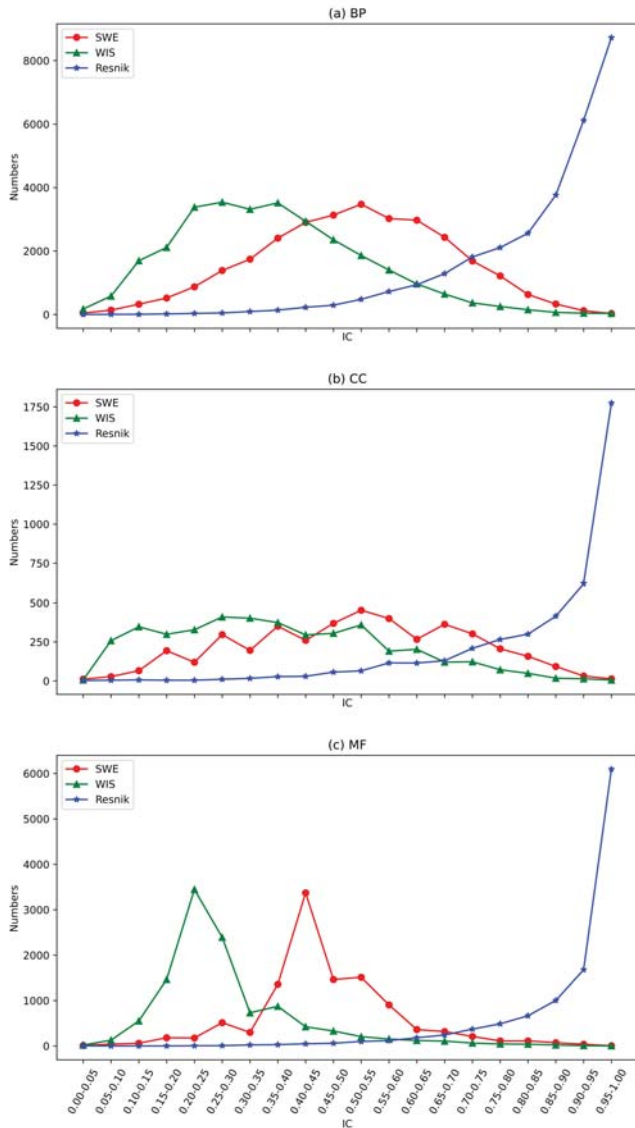 (a) BP
SWE
WIS
Resnik
8000
6000
4000
2000
0
Numbers
IC
(b) CC
SWE
WIS
Resnik
1750
1500
1250
1000
750
500
250
0
Numbers
IC
(c) MF
SWE
WIS
Resnik
6000
5000
4000
3000
2000
1000
0
Numbers
0.00-0.05
0.05-0.10
0.10-0.15
0.15-0.20
0.20-0.25
0.25-0.30
0.30-0.35
0.35-0.40
0.40-0.45
0.45-0.50
0.50-0.55
0.55-0.60
0.60-0.65
0.65-0.70
0.70-0.75
0.75-0.80
0.80-0.85
0.85-0.90
0.90-0.95
0.95-1.00
IC